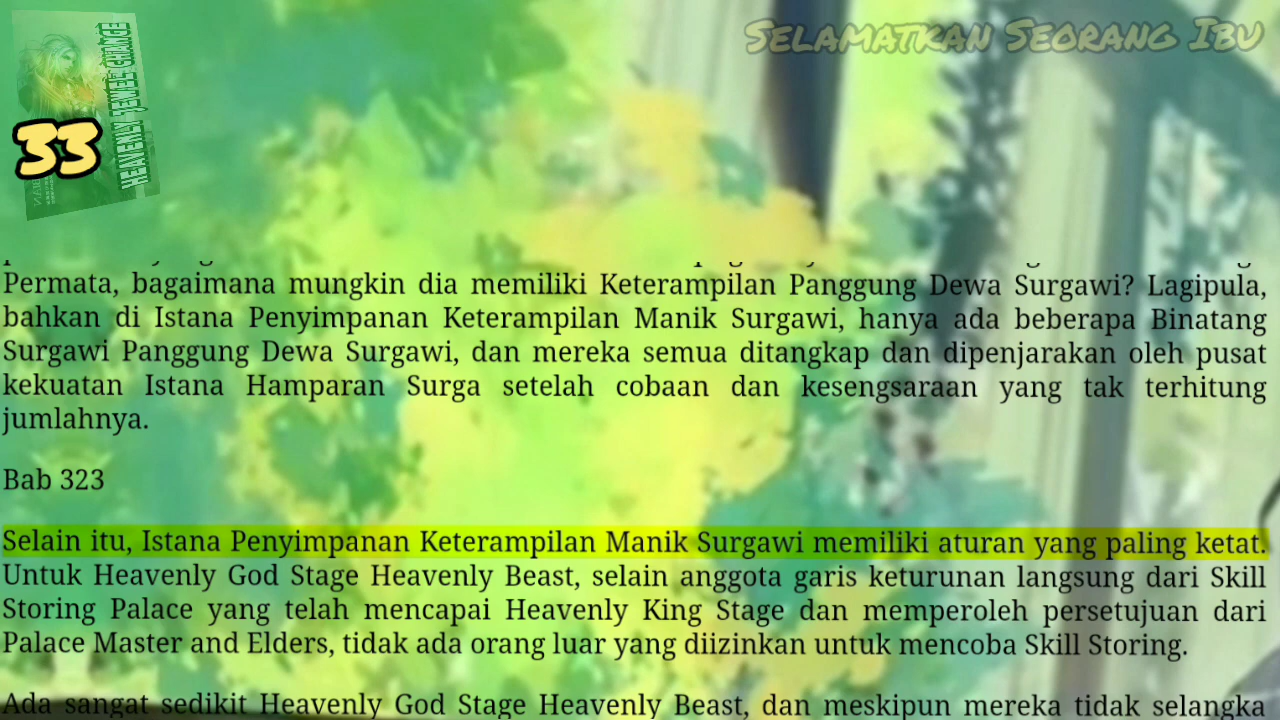 Selamatkan Seorang Ibu
HEAVENLY JEWEL CHANGE
33
Permata, bagaimana mungkin dia memiliki Keterampilan Panggung Dewa Surgawi? Lagipula,
bahkan di Istana Penyimpanan Keterampilan Manik Surgawi, hanya ada beberapa Binatang
Surgawi Panggung Dewa Surgawi, dan mereka semua ditangkap dan dipenjarakan oleh pusat
kekuatan Istana Hamparan Surga setelah cobaan dan kesengsaraan yang tak terhitung
jumlahnya.
Bab 323
Selain itu, Istana Penyimpanan Keterampilan Manik Surgawi memiliki aturan yang paling ketat.
Untuk Heavenly God Stage Heavenly Beast, selain anggota garis keturunan langsung dari Skill
Storing Palace yang telah mencapai Heavenly King Stage dan memperoleh persetujuan dari
Palace Master and Elders, tidak ada orang luar yang diizinkan untuk mencoba Skill Storing.
Ada sangat sedikit Heavenly God Stage Heavenly Beast, dan meskipun mereka tidak selangka